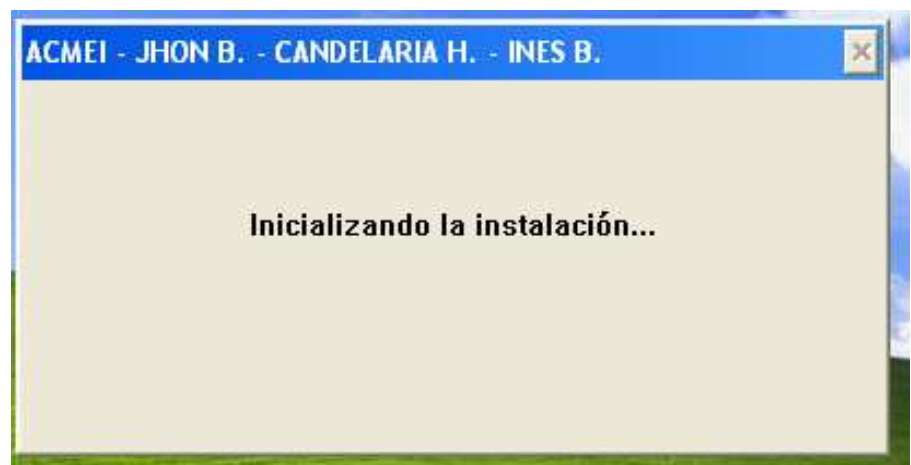 ACMEI - JHON B. - CANDELARIA H. - INES B.
Inicializando la instalación...